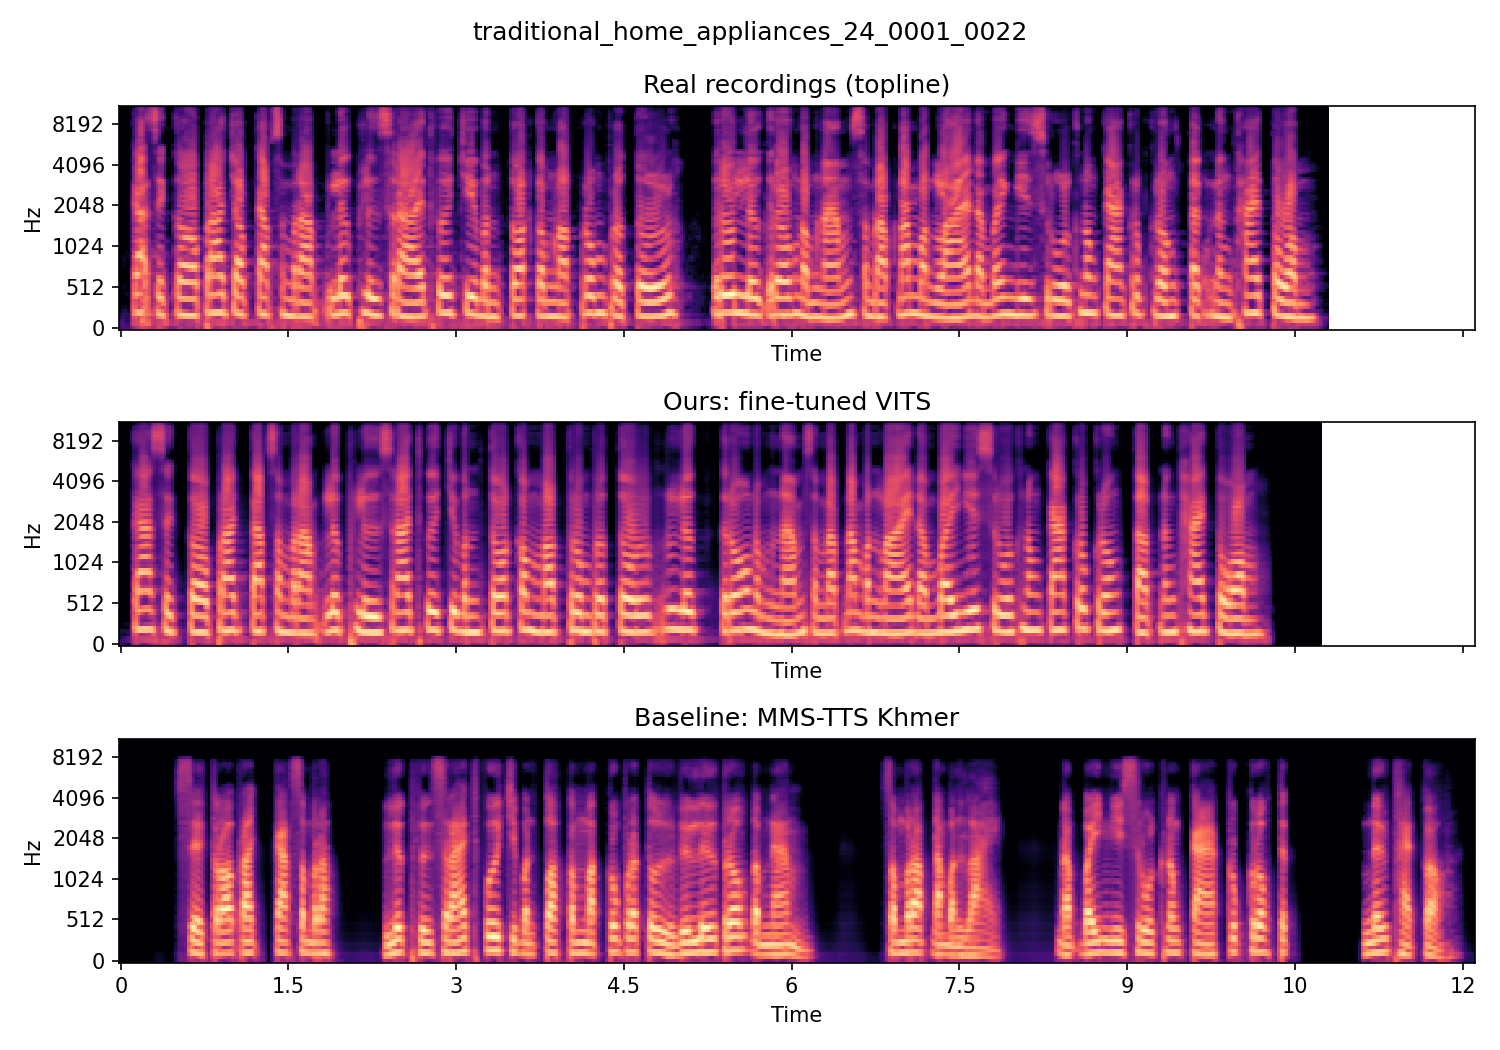 traditional_home_appliances_24_0001_0022
Real recordings (topline)
8192
4096
2048
1024
512
0
Hz
Time
Ours: fine-tuned VITS
8192
4096
2048
1024
512
0
Hz
Time
Baseline: MMS-TTS Khmer
8192
4096
2048
1024
512
0
Hz
0 1.5 3 4.5 6 7.5 9 10 12
Time